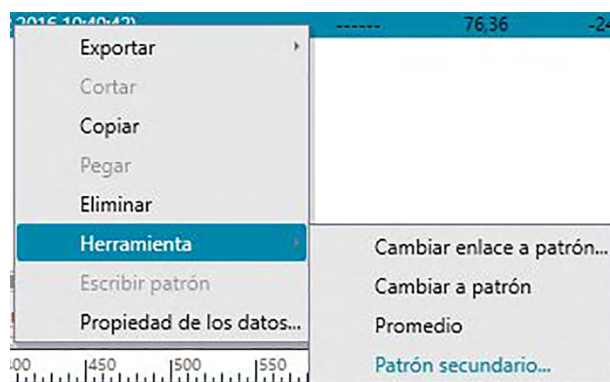 2016 10:40:42) ------ 76,36 -24
Exportar
Cortar
Copiar
Pegar
Eliminar
Herramienta
Cambiar enlace a patrón...
Escribir patrón
Cambiar a patrón
Propiedad de los datos...
Promedio
450 500 550
Patrón secundario...